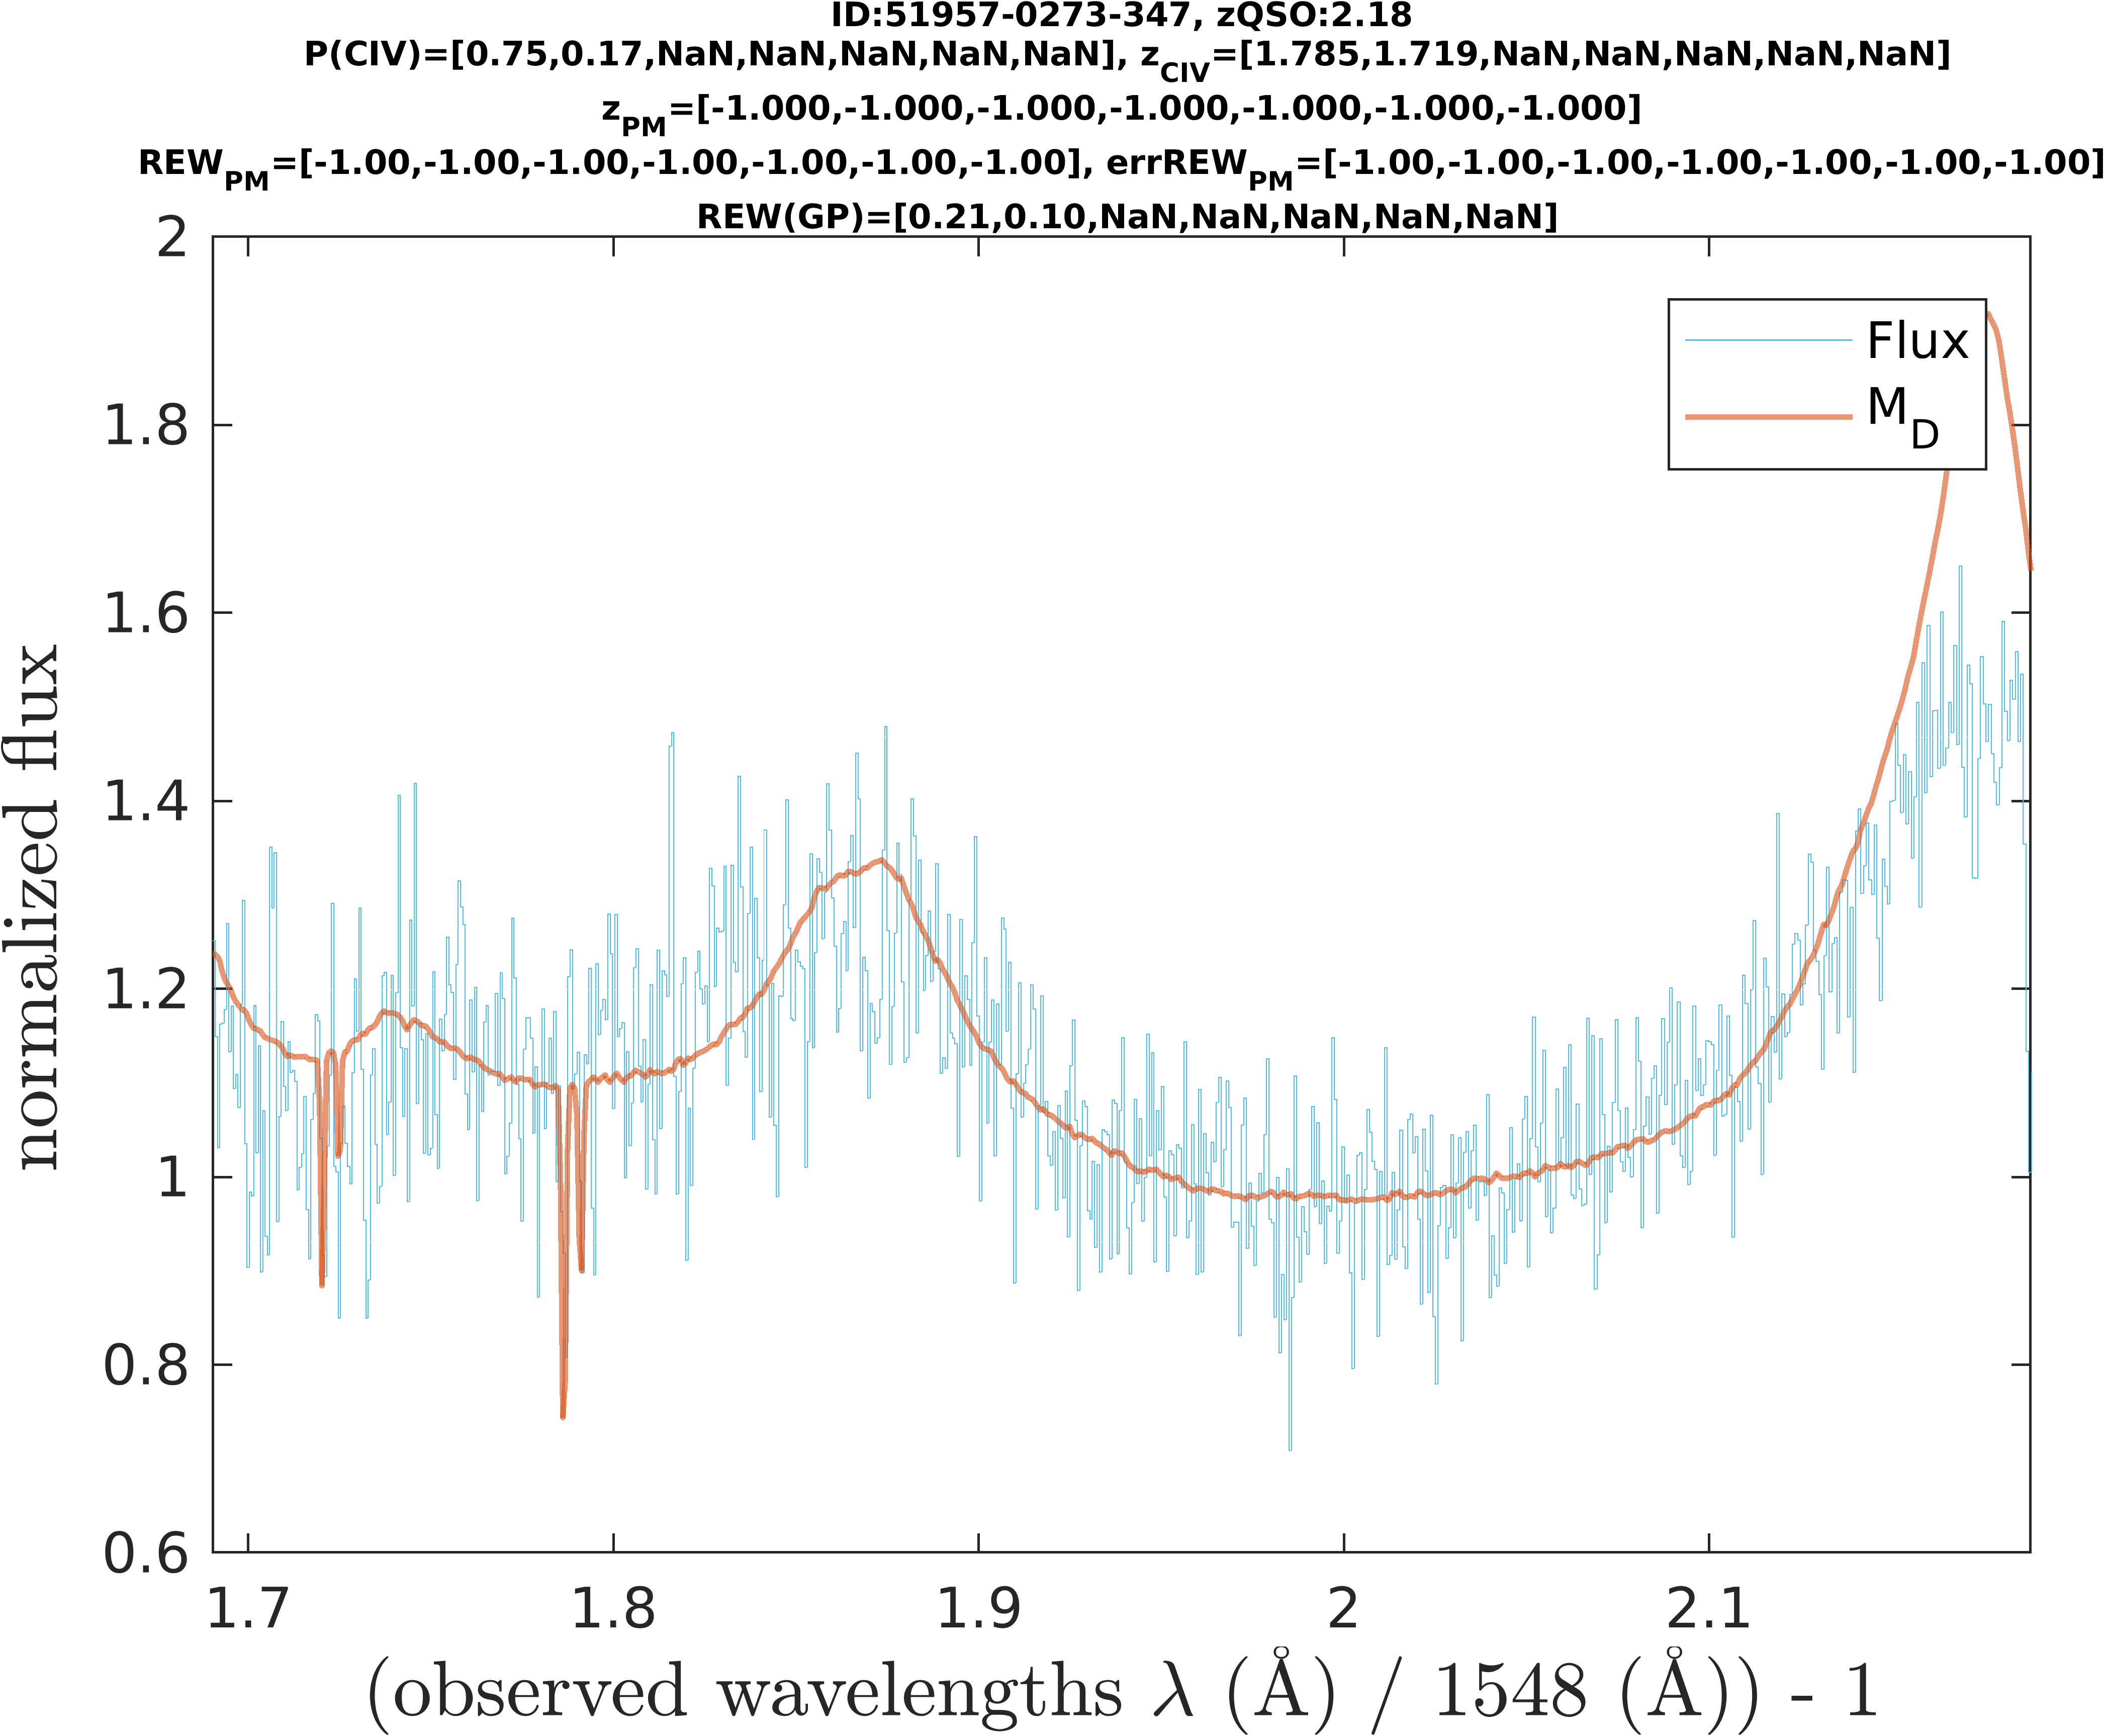 ID:51957-0273-347, zQSO:2.18
P(CIV)=[0.75,0.17,NaN,NaN,NaN,NaN,NaN], zCIV=[1.785,1.719,NaN,NaN,NaN,NaN,NaN]
zPM=[-1.000,-1.000,-1.000,-1.000,-1.000,-1.000,-1.000]
REWPM=[-1.00,-1.00,-1.00,-1.00,-1.00,-1.00,-1.00], errREWPM=[-1.00,-1.00,-1.00,-1.00,-1.00,-1.00,-1.00]
REW(GP)=[0.21,0.10,NaN,NaN,NaN,NaN,NaN]
2
1.8
1.6
1.4
1.2
1
0.8
0.6
normalized flux
Flux
MD
1.7 1.8 1.9 2 2.1
(observed wavelengths λ (Å) / 1548 (Å)) - 1